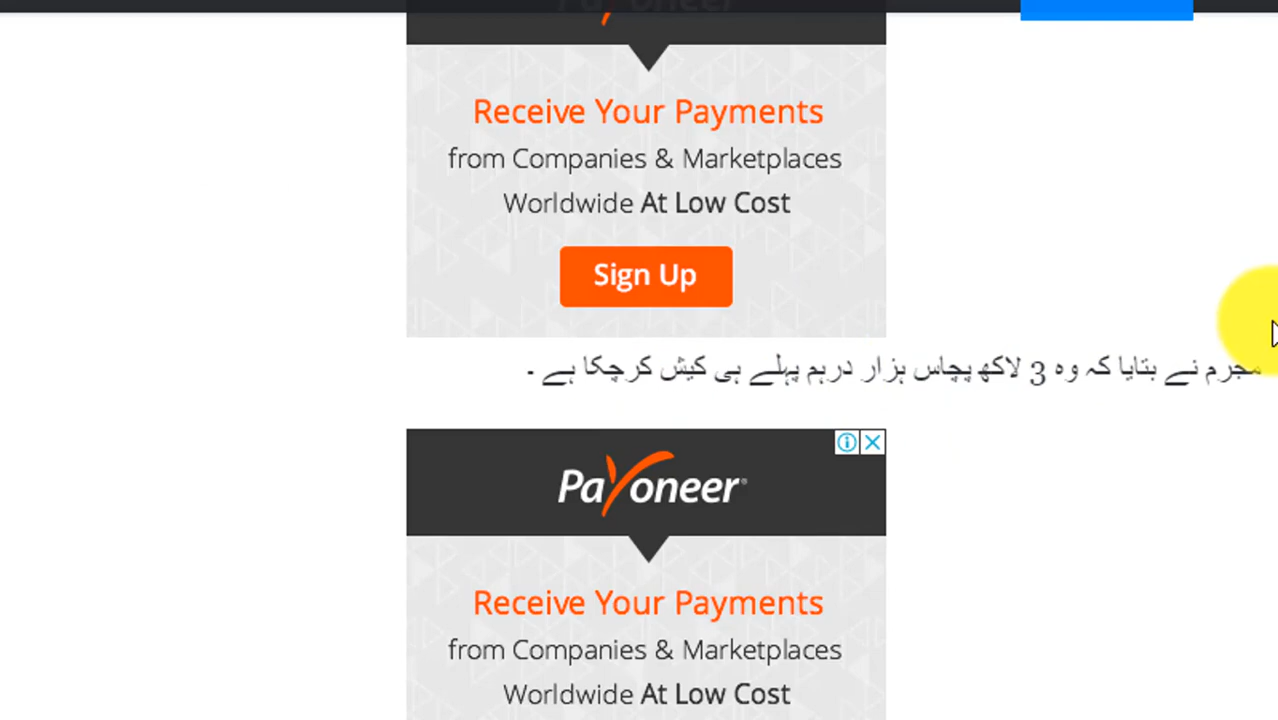 Receive Your Payments
from Companies & Marketplaces
Worldwide At Low Cost
Sign Up
مجرم نے بتایا کہ وہ 3 لاکھ پچاس ہزار درہم پہلے ہی کیش کرچکا ہے ۔
Payoneer
Receive Your Payments
from Companies & Marketplaces
Worldwide At Low Cost